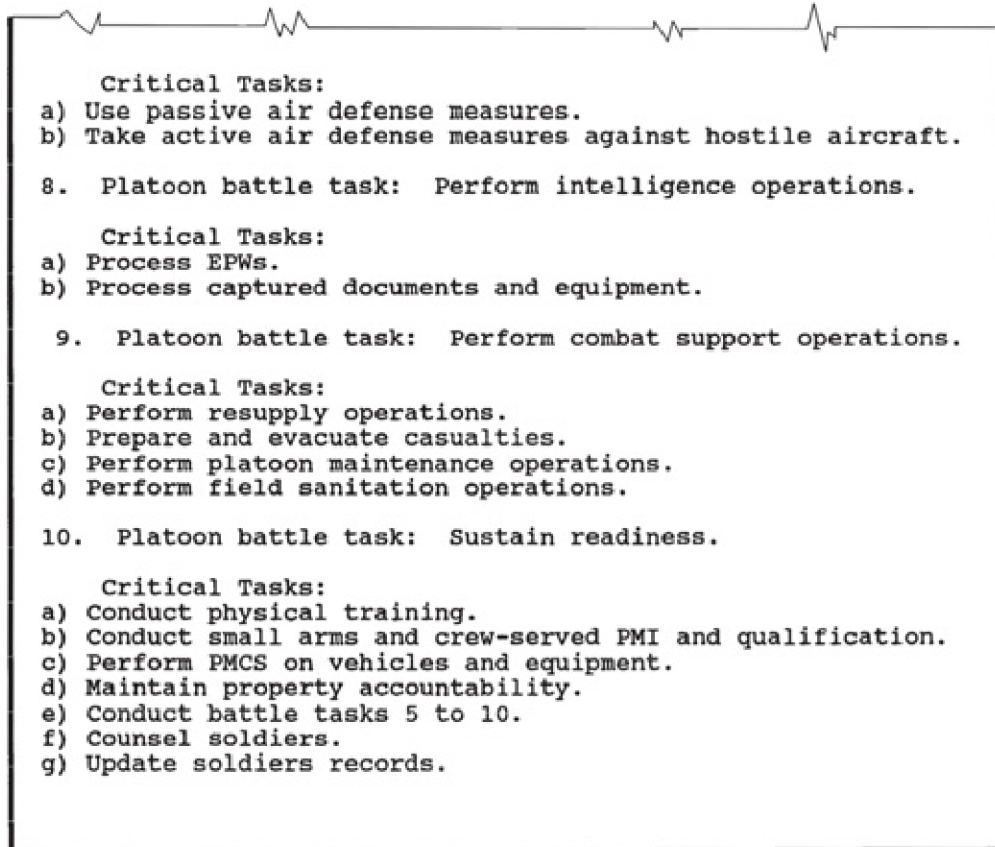 Critical Tasks:
a) Use passive air defense measures.
b) Take active air defense measures against hostile aircraft.
8. Platoon battle task: Perform intelligence operations.
Critical Tasks:
a) Process EPWs.
b) Process captured documents and equipment.
9. Platoon battle task: Perform combat support operations.
Critical Tasks:
a) Perform resupply operations.
b) Prepare and evacuate casualties.
c) Perform platoon maintenance operations.
d) Perform field sanitation operations.
10. Platoon battle task: Sustain readiness.
Critical Tasks:
a) Conduct physical training.
b) Conduct small arms and crew-served PMI and qualification.
c) Perform PMCS on vehicles and equipment.
d) Maintain property accountability.
e) Conduct battle tasks 5 to 10.
f) Counsel soldiers.
g) Update soldiers records.